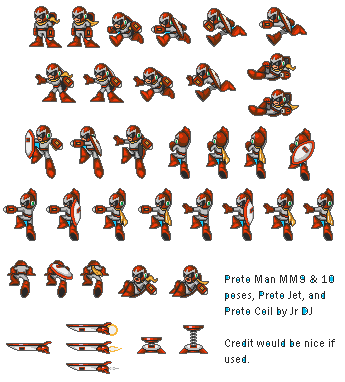 Proto Man MM9 & 10
poses, Proto Jet, and
Proto Coil by Jr DJ
Credit would be nice if
used.